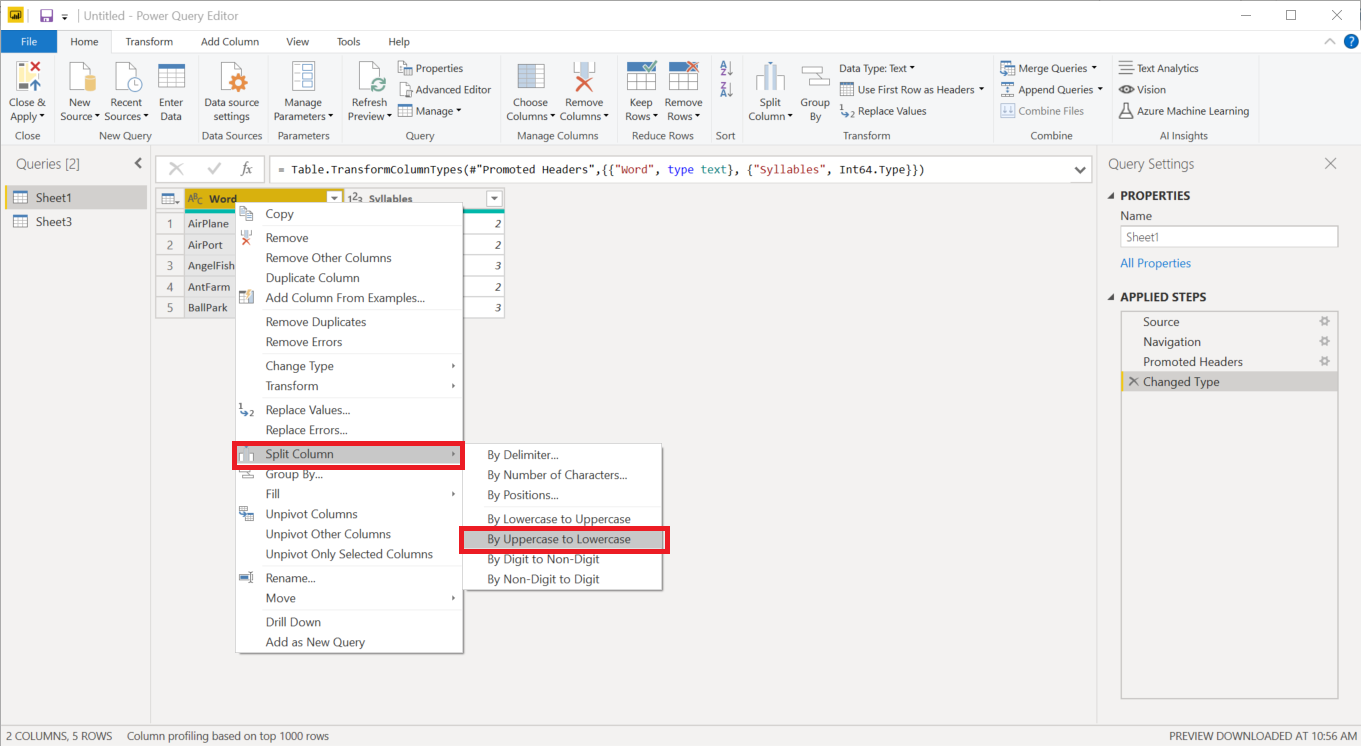 Untitled - Power Query Editor
File Home Transform Add Column View Tools Help
Close & Apply
New Source
Recent Sources
Enter Data
Data source settings
Manage Parameters
Refresh Preview
Properties
Advanced Editor
Manage
Choose Columns
Remove Columns
Keep Rows
Remove Rows
Split Column
Group By
Data Type: Text
Use First Row as Headers
Replace Values
Merge Queries
Append Queries
Combine Files
Text Analytics
Vision
Azure Machine Learning
Close New Query Data Sources Parameters Query Manage Columns Reduce Rows Sort Transform Combine AI Insights
Queries [2]
Sheet1
Sheet3
fx = Table.TransformColumnTypes(#"Promoted Headers",{{"Word", type text}, {"Syllables", Int64.Type}})
ABC Word 123 Syllables
1 AirPlane 2
2 AirPort 2
3 AngelFish 3
4 AntFarm 2
5 BallPark 3
Copy
Remove
Remove Other Columns
Duplicate Column
Add Column From Examples...
Remove Duplicates
Remove Errors
Change Type
Transform
Replace Values...
Replace Errors...
Split Column
Group By...
Fill
Unpivot Columns
Unpivot Other Columns
Unpivot Only Selected Columns
Rename...
Move
Drill Down
Add as New Query
By Delimiter...
By Number of Characters...
By Positions...
By Lowercase to Uppercase
By Uppercase to Lowercase
By Digit to Non-Digit
By Non-Digit to Digit
Query Settings
PROPERTIES
Name
Sheet1
All Properties
APPLIED STEPS
Source
Navigation
Promoted Headers
Changed Type
2 COLUMNS, 5 ROWS Column profiling based on top 1000 rows PREVIEW DOWNLOADED AT 10:56 AM